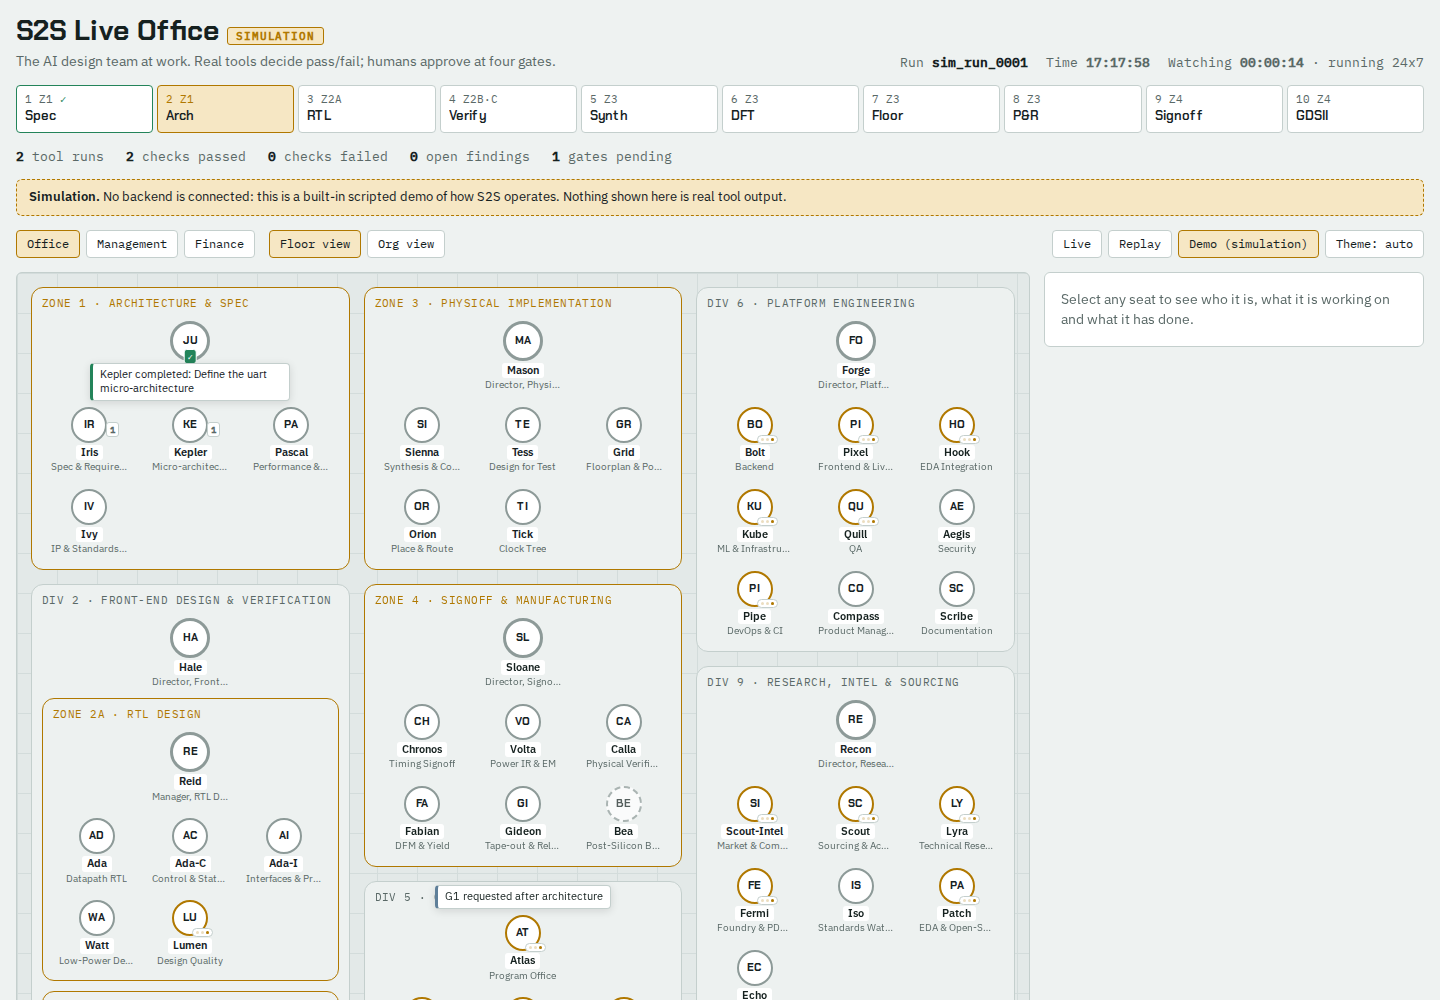 S2S Live Office SIMULATION
The AI design team at work. Real tools decide pass/fail; humans approve at four gates.
Run sim_run_0001 Time 17:17:58 Watching 00:00:14 · running 24x7
1 Z1 ✓
Spec
2 Z1
Arch
3 Z2A
RTL
4 Z2B·C
Verify
5 Z3
Synth
6 Z3
DFT
7 Z3
Floor
8 Z3
P&R
9 Z4
Signoff
10 Z4
GDSII
2 tool runs 2 checks passed 0 checks failed 0 open findings 1 gates pending
Simulation. No backend is connected: this is a built-in scripted demo of how S2S operates. Nothing shown here is real tool output.
Office Management Finance Floor view Org view Live Replay Demo (simulation) Theme: auto
ZONE 1 · ARCHITECTURE & SPEC
JU
✓
Kepler completed: Define the uart
micro-architecture
IR 1 KE 1 PA
Iris Kepler Pascal
Spec & Require... Micro-architec... Performance &...
IV
Ivy
IP & Standards...
DIV 2 · FRONT-END DESIGN & VERIFICATION
HA
Hale
Director, Front...
ZONE 2A · RTL DESIGN
RE
Reid
Manager, RTL D...
AD AC AI
Ada Ada-C Ada-I
Datapath RTL Control & Stat... Interfaces & Pr...
WA LU
Watt Lumen
Low-Power De... Design Quality
ZONE 3 · PHYSICAL IMPLEMENTATION
MA
Mason
Director, Physi...
SI TE GR
Sienna Tess Grid
Synthesis & Co... Design for Test Floorplan & Po...
OR TI
Orion Tick
Place & Route Clock Tree
ZONE 4 · SIGNOFF & MANUFACTURING
SL
Sloane
Director, Signo...
CH VO CA
Chronos Volta Calla
Timing Signoff Power IR & EM Physical Verifi...
FA GI BE
Fabian Gideon Bea
DFM & Yield Tape-out & Rel... Post-Silicon B...
DIV 5 ·
G1 requested after architecture
AT
Atlas
Program Office
DIV 6 · PLATFORM ENGINEERING
FO
Forge
Director, Platf...
BO PI HO
Bolt Pixel Hook
Backend Frontend & Liv... EDA Integration
KU QU AE
Kube Quill Aegis
ML & Infrastru... QA Security
PI CO SC
Pipe Compass Scribe
DevOps & CI Product Manag... Documentation
DIV 9 · RESEARCH, INTEL & SOURCING
RE
Recon
Director, Resea...
SI SC LY
Scout-Intel Scout Lyra
Market & Com... Sourcing & Ac... Technical Rese...
FE IS PA
Fermi Iso Patch
Foundry & PD... Standards Wat... EDA & Open-S...
EC
Echo
Select any seat to see who it is, what it is working on
and what it has done.